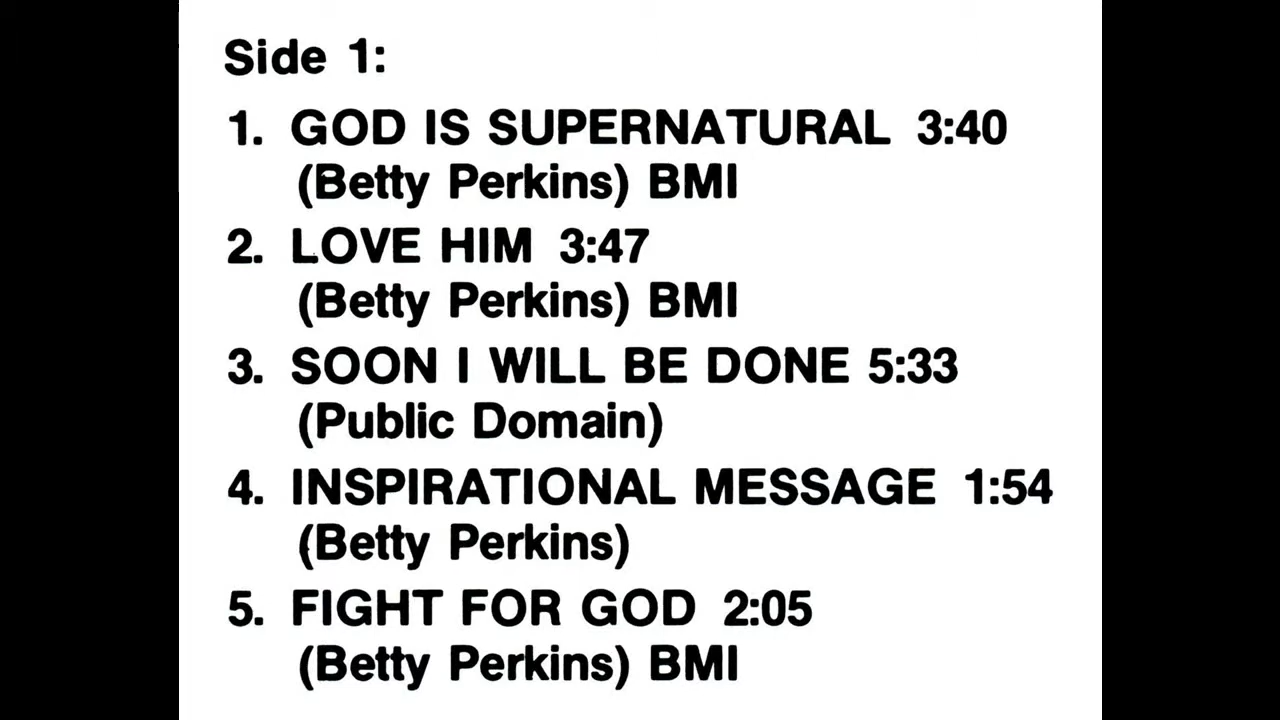 Side 1:
1. GOD IS SUPERNATURAL 3:40
(Betty Perkins) BMI
2. LOVE HIM 3:47
(Betty Perkins) BMI
3. SOON I WILL BE DONE 5:33
(Public Domain)
4. INSPIRATIONAL MESSAGE 1:54
(Betty Perkins)
5. FIGHT FOR GOD 2:05
(Betty Perkins) BMI